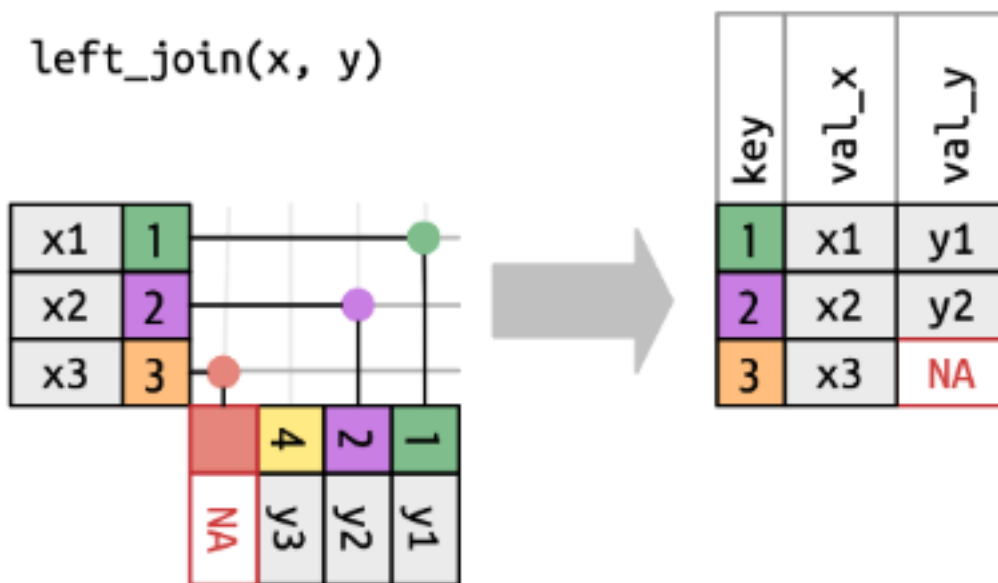 left_join(x, y)
key val_x val_y
x1 1
x2 2
x3 3
4 2 1
NA y3 y2 y1
1 x1 y1
2 x2 y2
3 x3 NA